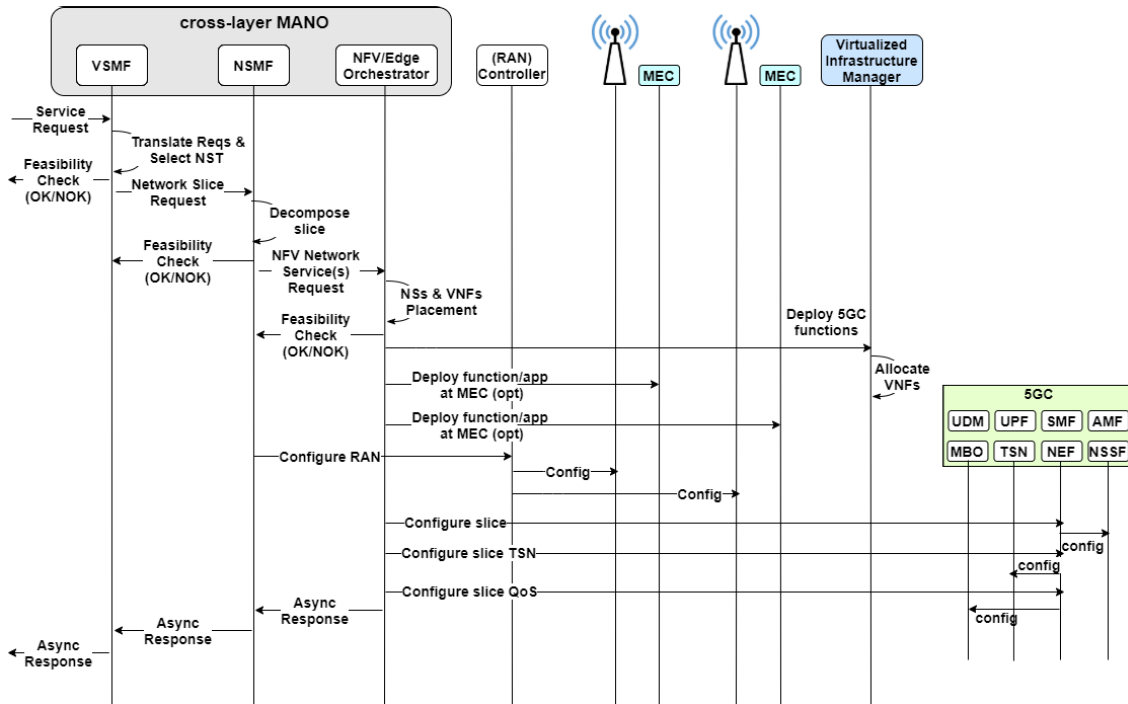 cross-layer MANO
VSMF
NSMF
NFV/Edge
Orchestrator
(RAN)
Controller
MEC
MEC
Virtualized
Infrastructure
Manager
Service
Request
Translate Reqs &
Select NST
Feasibility
Check
(OK/NOK)
Network Slice
Request
Decompose
slice
Feasibility
Check
(OK/NOK)
NFV Network
Service(s)
Request
NSs & VNFs
Placement
Feasibility
Check
(OK/NOK)
Deploy 5GC
functions
Allocate
VNFs
Deploy function/app
at MEC (opt)
Deploy function/app
at MEC (opt)
5GC
UDM
UPF
SMF
AMF
MBO
TSN
NEF
NSSF
Configure RAN
Config
Config
Configure slice
config
Configure slice TSN
config
Configure slice QoS
config
Async
Response
Async
Response
Async
Response